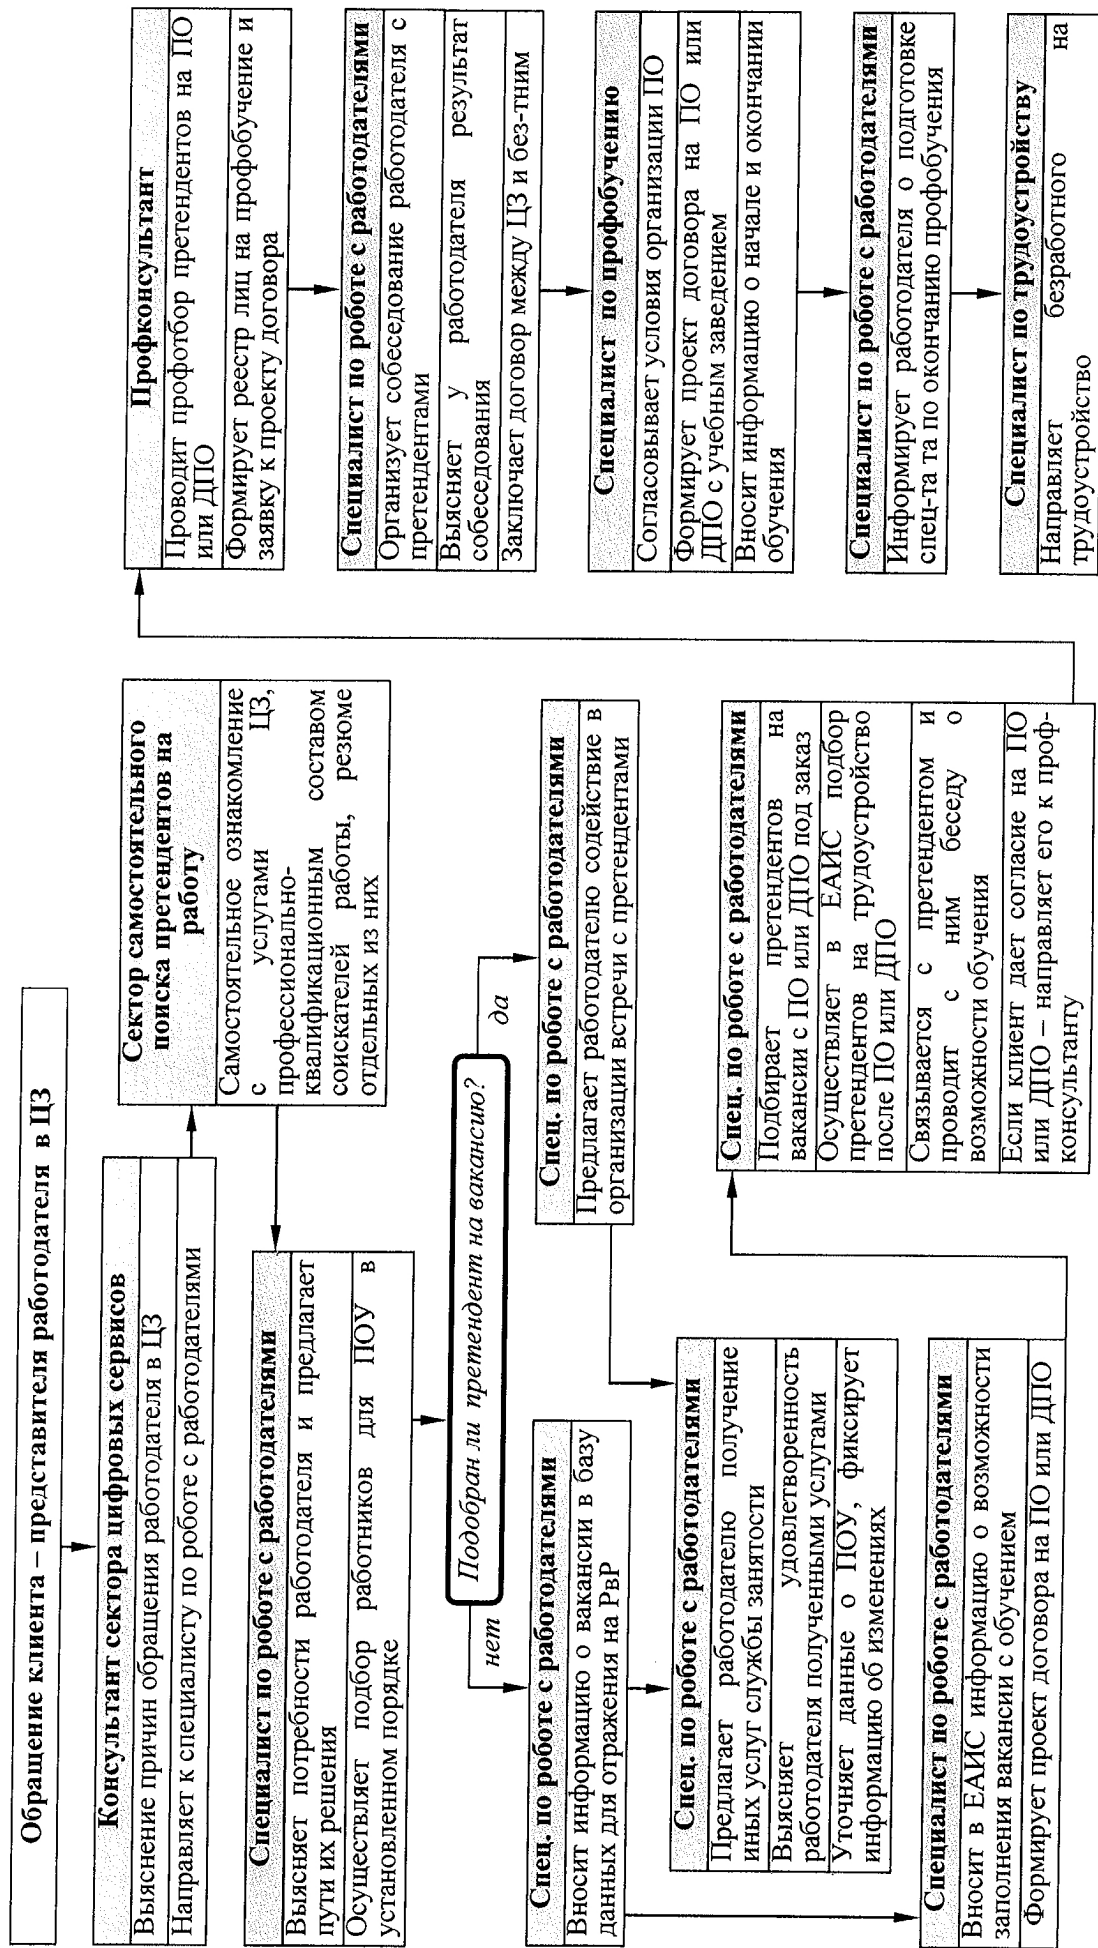 Обращение клиента – представителя работодателя в ЦЗ
Консультант сектора цифровых сервисов
Выяснение причин обращения работодателя в ЦЗ
Направляет к специалисту по роботе с работодателями
Сектор самостоятельного
поиска претендентов на
работу
Самостоятельное ознакомление
с услугами ЦЗ,
профессионально-
квалификационным составом
соискателей работы, резюме
отдельных из них
Специалист по роботе с работодателями
Выясняет потребности работодателя и предлагает
пути их решения
Осуществляет подбор работников для ПОУ в
установленном порядке
Подобран ли претендент на вакансию?
нет
да
Спец. по роботе с работодателями
Вносит информацию о вакансии в базу
данных для отражения на РвР
Спец. по роботе с работодателями
Предлагает работодателю содействие в
организации встречи с претендентами
Спец. по роботе с работодателями
Предлагает работодателю получение
иных услуг службы занятости
Выясняет удовлетворенность
работодателя полученными услугами
Уточняет данные о ПОУ, фиксирует
информацию об изменениях
Специалист по роботе с работодателями
Вносит в ЕАИС информацию о возможности
заполнения вакансии с обучением
Формирует проект договора на ПО или ДПО
Спец. по роботе с работодателями
Подбирает претендентов на
вакансии с ПО или ДПО под заказ
Осуществляет в ЕАИС подбор
претендентов на трудоустройство
после ПО или ДПО
Связывается с претендентом и
проводит с ним беседу о
возможности обучения
Если клиент дает согласие на ПО
или ДПО – направляет его к проф-
консультанту
Профконсультант
Проводит профотбор претендентов на ПО
или ДПО
Формирует реестр лиц на профобучение и
заявку к проекту договора
Специалист по роботе с работодателями
Организует собеседование работодателя с
претендентами
Выясняет у работодателя результат
собеседования
Заключает договор между ЦЗ и без-тним
Специалист по профобучению
Согласовывает условия организации ПО
Формирует проект договора на ПО или
ДПО с учебным заведением
Вносит информацию о начале и окончании
обучения
Специалист по роботе с работодателями
Информирует работодателя о подготовке
спец-та по окончанию профобучения
Специалист по трудоустройству
Направляет безработного на
трудоустройство